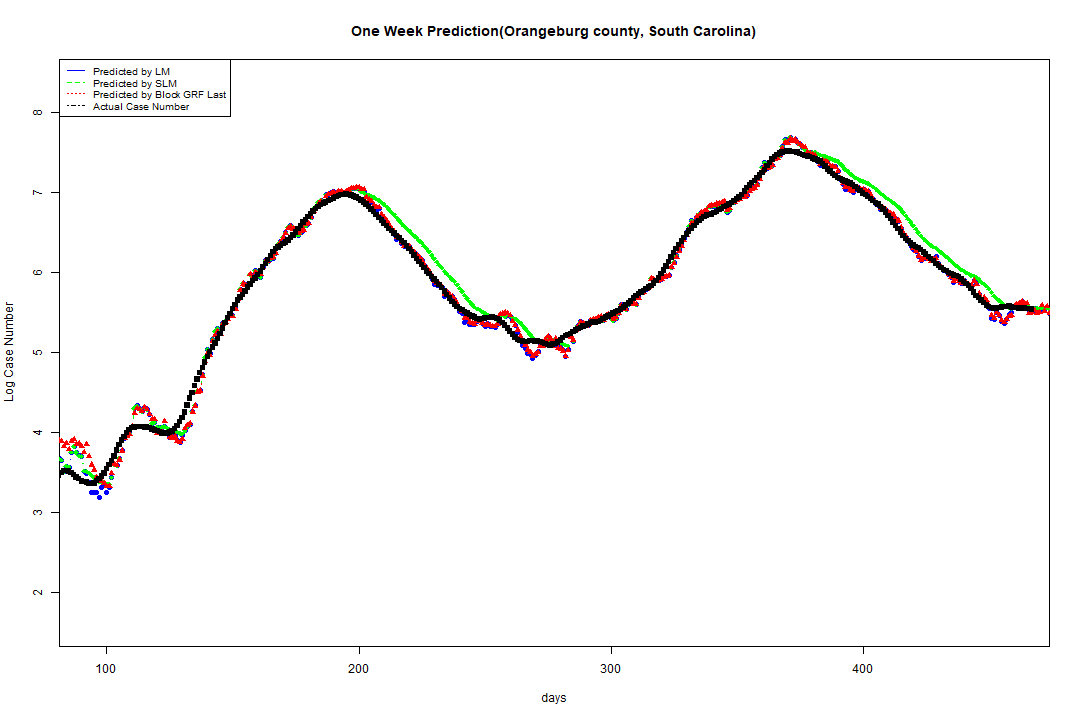 One Week Prediction(Orangeburg county, South Carolina)
Predicted by LM
Predicted by SLM
Predicted by Block GRF Last
Actual Case Number
8
7
6
5
4
3
2
Log Case Number
100 200 300 400
days